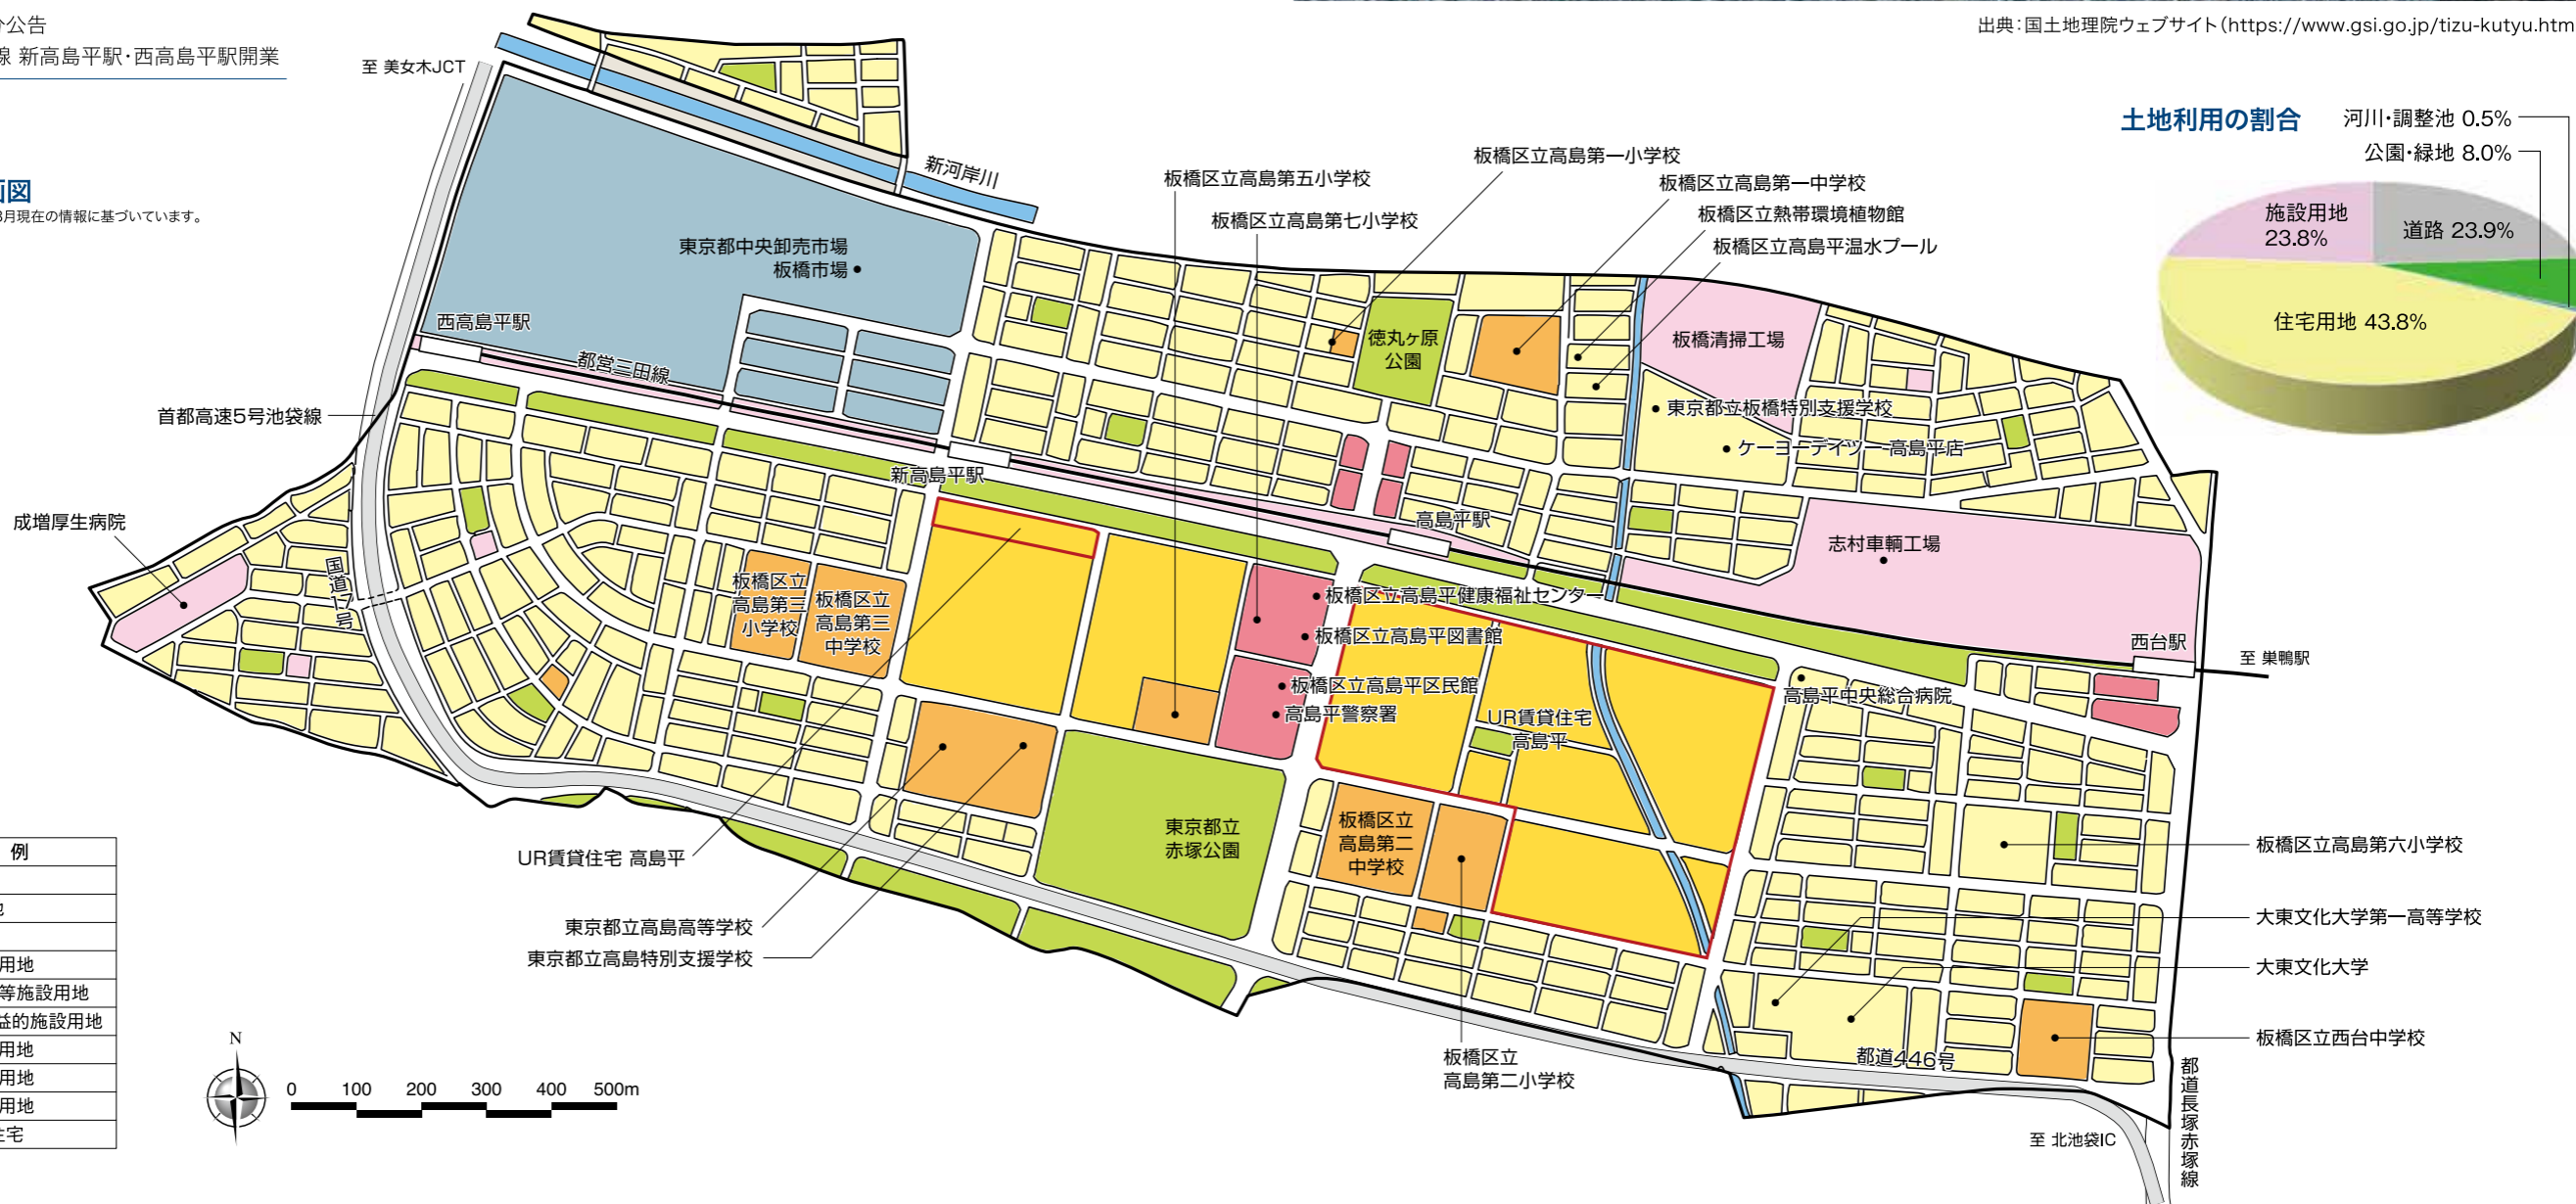 公告
線 新高島平駅・西高島平駅開業
出典：国土地理院ウェブサイト（https://www.gsi.go.jp/tizu-kutyu.htm
画図
月現在の情報に基づいています。
土地利用の割合
河川・調整池 0.5%
公園・緑地 8.0%
施設用地
23.8%
道路 23.9%
住宅用地 43.8%
至 美女木JCT
新河岸川
板橋区立高島第一小学校
板橋区立高島第五小学校
板橋区立高島第一中学校
板橋区立高島第七小学校
板橋区立熱帯環境植物館
板橋区立高島平温水プール
東京都中央卸売市場
板橋市場
西高島平駅
都営三田線
徳丸ヶ原
公園
板橋清掃工場
首都高速5号池袋線
東京都立板橋特別支援学校
ケーヨーデイツー 高島平店
新高島平駅
高島平駅
成増厚生病院
国道17号
志村車輌工場
板橋区立
高島第三
小学校
板橋区立
高島第三
中学校
板橋区立高島平健康福祉センター
板橋区立高島平図書館
西台駅
至 巣鴨駅
板橋区立高島平区民館
高島平警察署
UR賃貸住宅
高島平
高島平中央総合病院
東京都立
赤塚公園
板橋区立
高島第二
中学校
UR賃貸住宅 高島平
板橋区立高島第六小学校
東京都立高島高等学校
東京都立高島特別支援学校
大東文化大学第一高等学校
大東文化大学
板橋区立
高島第二小学校
都道446号
板橋区立西台中学校
都道長塚赤塚線
至 北池袋IC
例
用地
等施設用地
益的施設用地
用地
用地
用地
住宅
N
0 100 200 300 400 500m